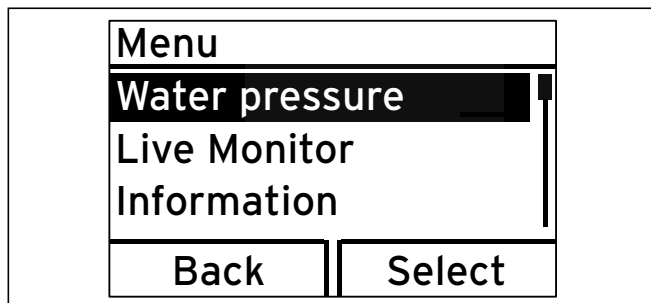 Menu
Water pressure
Live Monitor
Information
Back Select